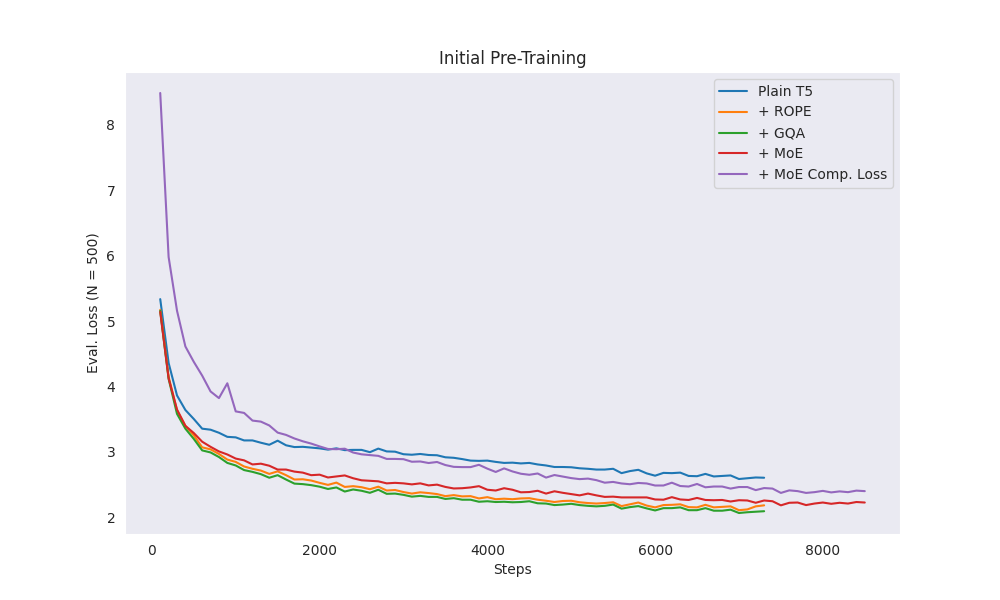 Initial Pre-Training
Plain T5
+ ROPE
+ GQA
+ MoE
+ MoE Comp. Loss
Eval. Loss (N = 500)
8
7
6
5
4
3
2
0
2000
4000
6000
8000
Steps